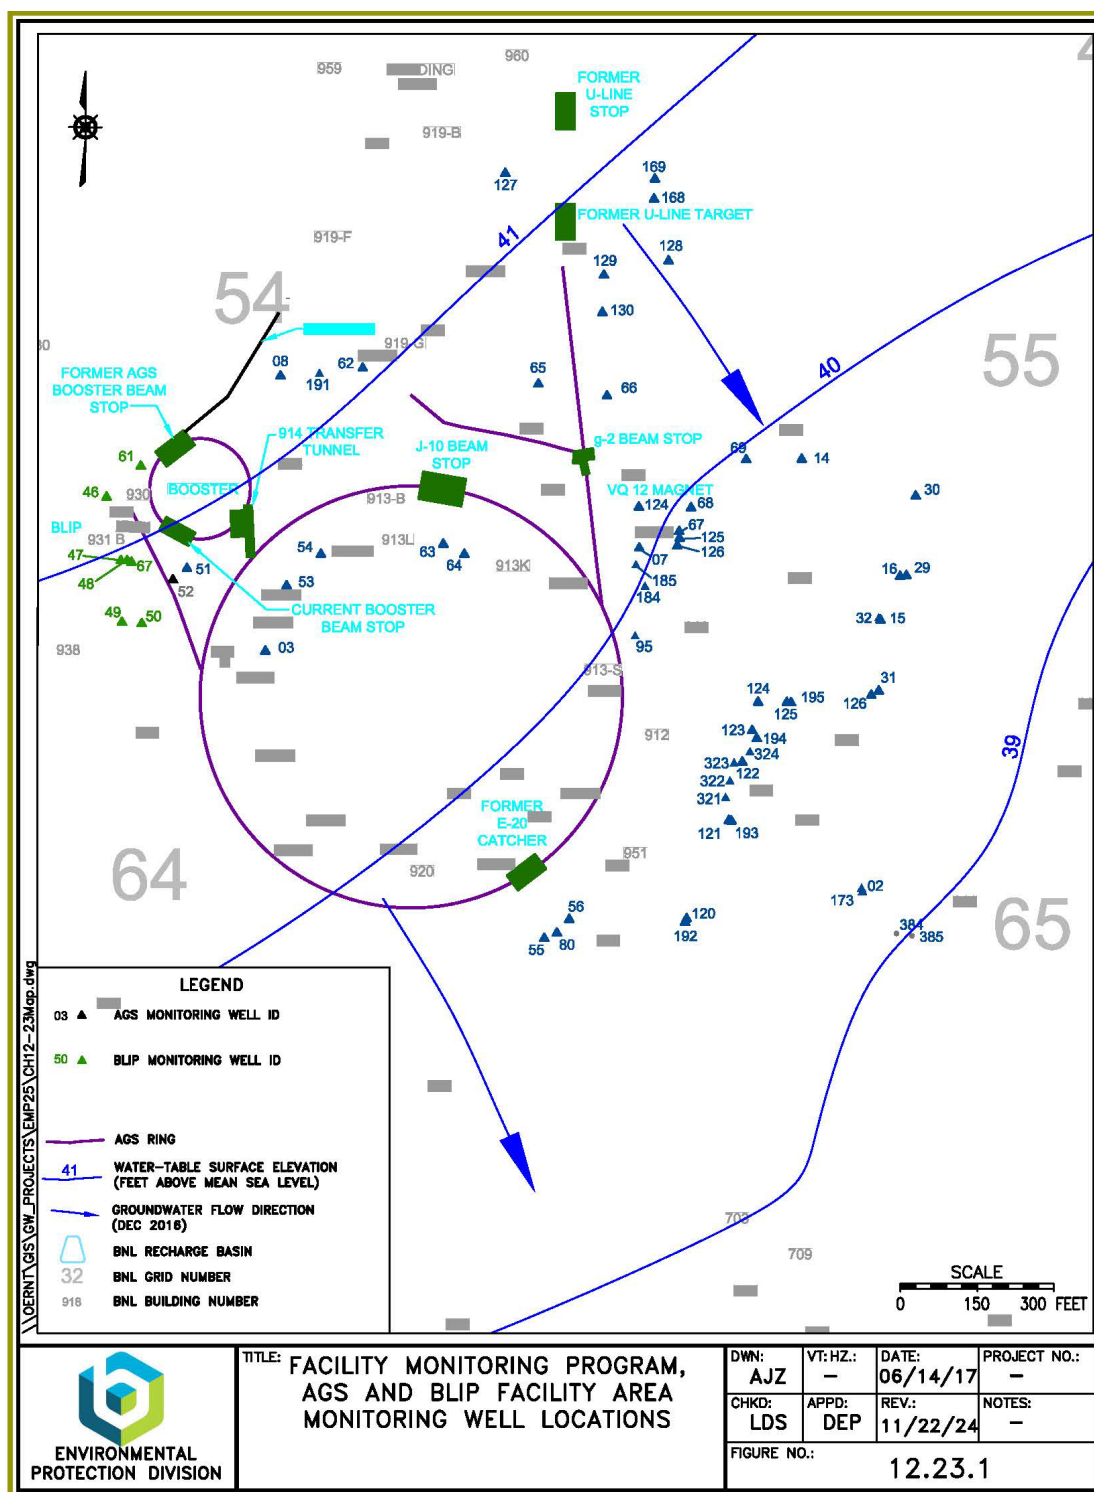 959
DING
960
FORMER
U-LINE
STOP
919-B
127
169
168
FORMER U-LINE TARGET
919-F
41
128
129
130
54
919-G
FORMER AGS
BOOSTER BEAM
STOP
08
191
62
65
66
40
55
914 TRANSFER
TUNNEL
J-10 BEAM
STOP
g-2 BEAM STOP
69
14
61
46
930
BOOSTER
913-B
VQ 12 MAGNET
124
68
30
BLIP
931 B
47
48
67
51
52
54
913L
63
64
913K
67
125
126
07
185
184
16
29
53
49
50
CURRENT BOOSTER
BEAM STOP
32
15
938
03
95
913-S
31
126
124
125
195
912
123
194
324
323
122
322
321
121
193
39
FORMER
E-20
CATCHER
64
920
951
02
173
65
56
55
80
120
192
384
385
\\OERNT\GIS\GW_PROJECTS\EMP25\CH12-23Map.dwg
LEGEND
03 AGS MONITORING WELL ID
50 BLIP MONITORING WELL ID
AGS RING
41 WATER-TABLE SURFACE ELEVATION
(FEET ABOVE MEAN SEA LEVEL)
GROUNDWATER FLOW DIRECTION
(DEC 2016)
BNL RECHARGE BASIN
32 BNL GRID NUMBER
918 BNL BUILDING NUMBER
703
709
SCALE
0 150 300 FEET
ENVIRONMENTAL
PROTECTION DIVISION
TITLE: FACILITY MONITORING PROGRAM,
AGS AND BLIP FACILITY AREA
MONITORING WELL LOCATIONS
DWN: AJZ
VT:HZ.: -
DATE: 06/14/17
PROJECT NO.: -
CHKD: LDS
APPD: DEP
REV.: 11/22/24
NOTES: -
FIGURE NO.: 12.23.1